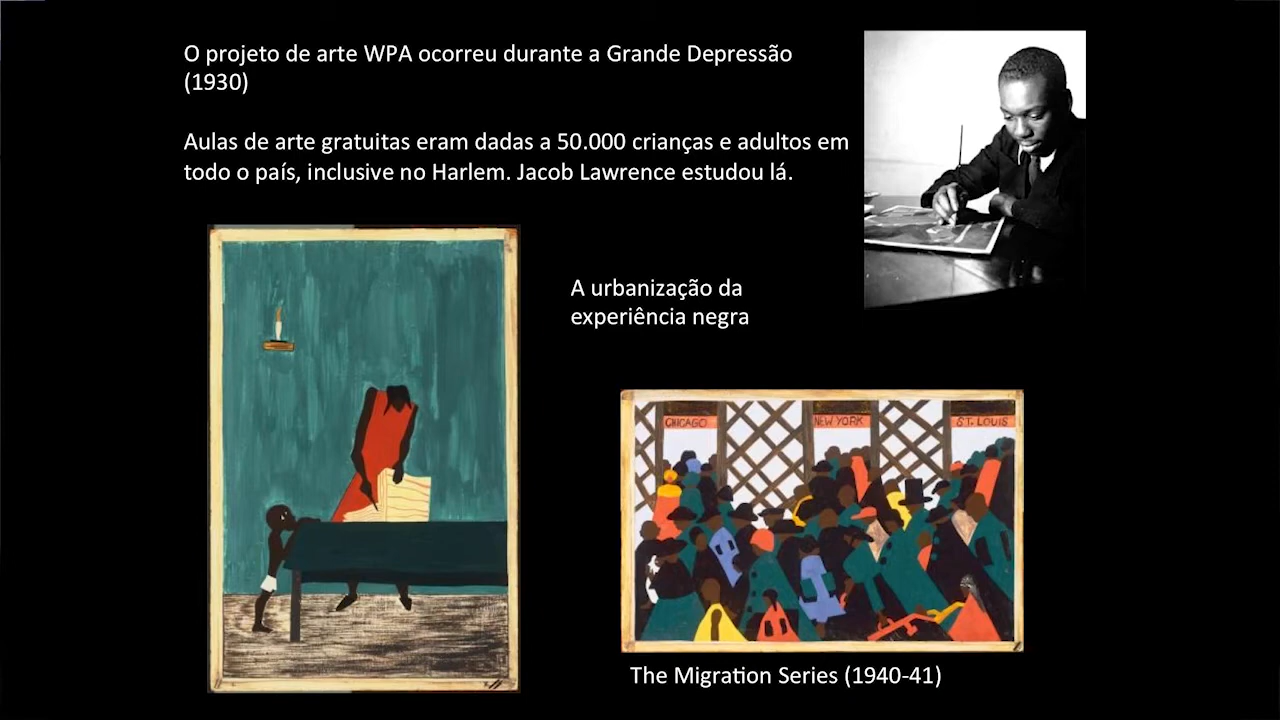 O projeto de arte WPA ocorreu durante a Grande Depressão
(1930)
Aulas de arte gratuitas eram dadas a 50.000 crianças e adultos em
todo o país, inclusive no Harlem. Jacob Lawrence estudou lá.
A urbanização da
experiência negra
CHICAGO
NEW YORK
ST. LOUIS
The Migration Series (1940-41)